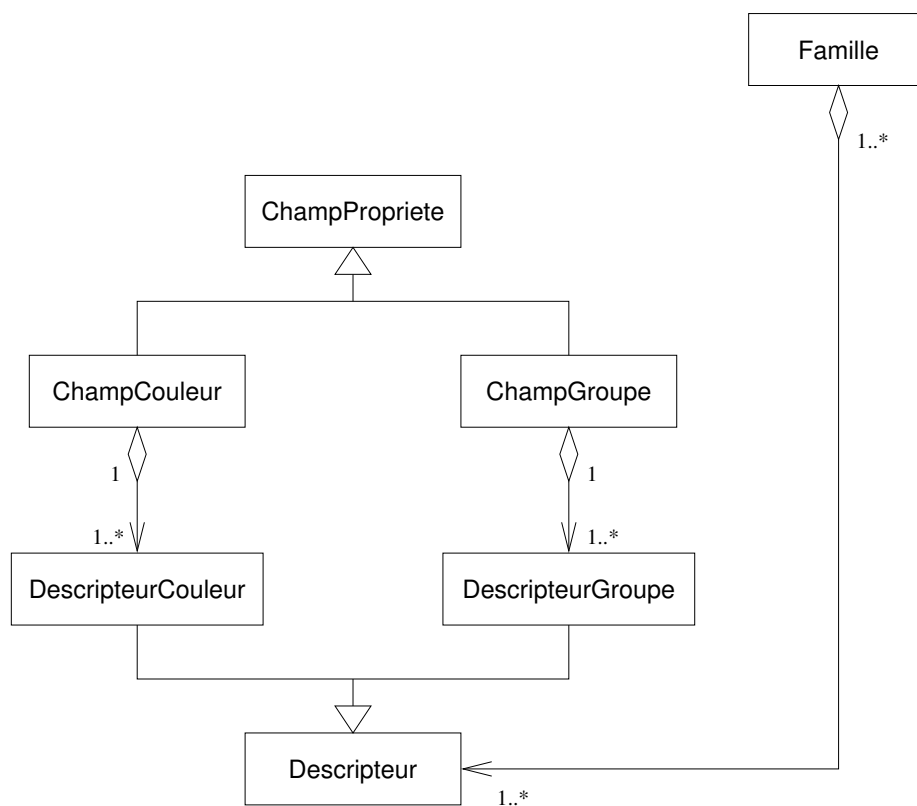 Famille
1..*
ChampPropriete
ChampCouleur
ChampGroupe
1
1
1..*
1..*
DescripteurCouleur
DescripteurGroupe
Descripteur
1..*